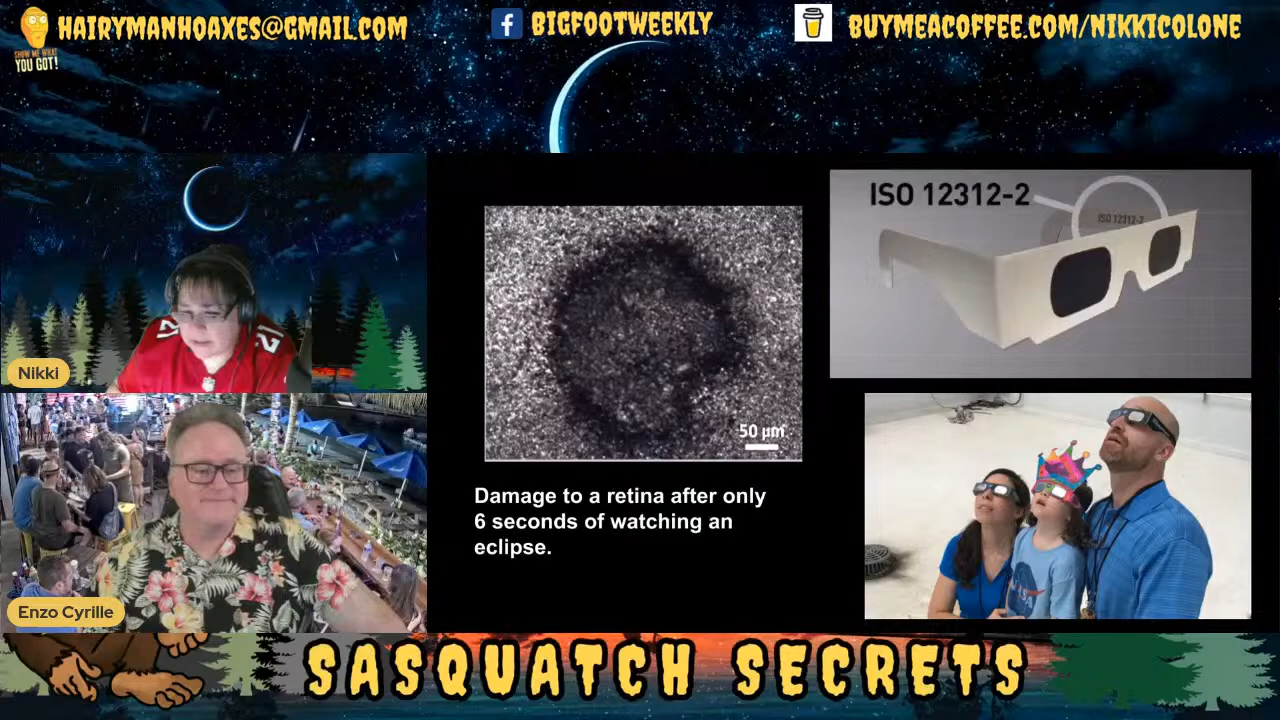 SHOW ME WHAT
YOU GOT!
HAIRYMANHOAXES@GMAIL.COM
BIGFOOTWEEKLY
BUYMEACOFFEE.COM/NIKKICOLONE
ISO 12312-2
ISO 12312-2
50 µm
21
Nikki
Damage to a retina after only
6 seconds of watching an
eclipse.
Enzo Cyrille
SASQUATCH SECRETS